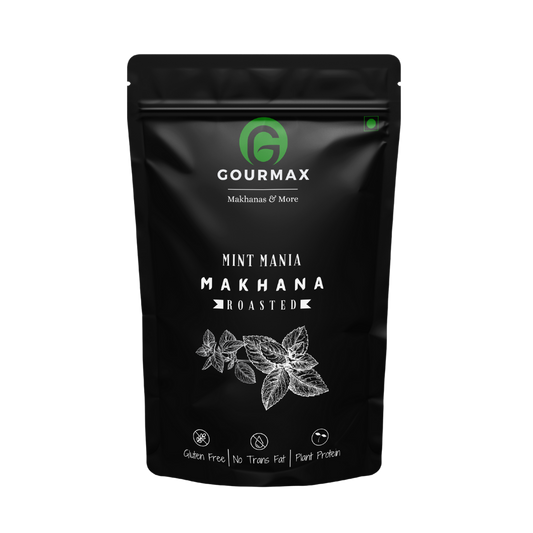 GOURMAX
Makhanas & More
MINT MANIA
MAKHANA
ROASTED
Gluten Free | No Trans Fat | Plant Protein